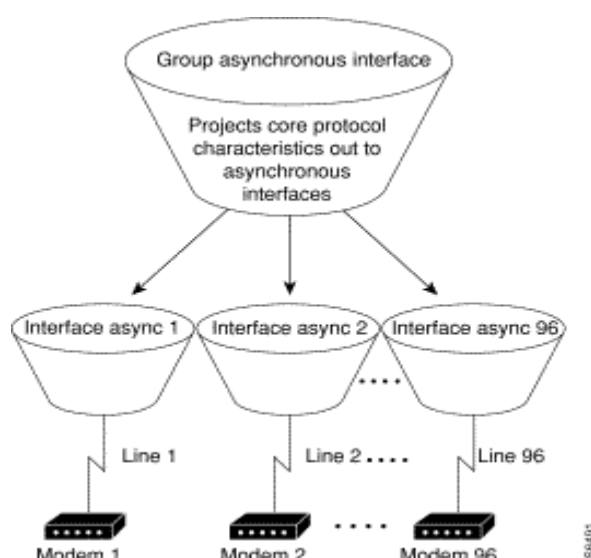 Group asynchronous interface
Projects core protocol
characteristics out to
asynchronous
interfaces
Interface async 1
Interface async 2
Interface async 96
Line 1
Line 2
Line 96
Modem 1
Modem 2
Modem 96